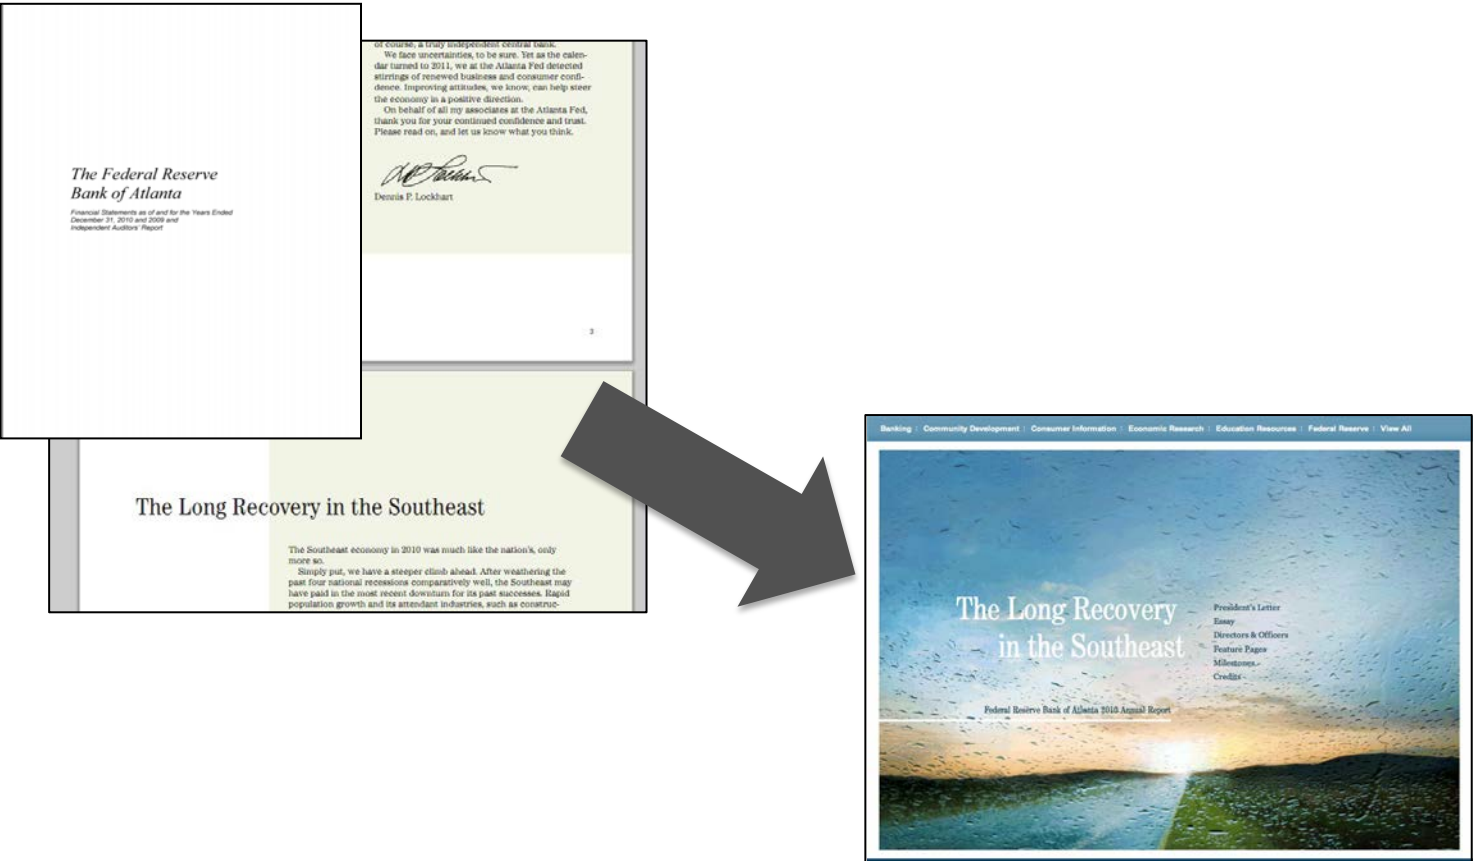 The Federal Reserve
Bank of Atlanta
Financial Statements as of and for the Years Ended
December 31, 2010 and 2009 and
Independent Auditors' Report
of course, a truly independent central bank.
We face uncertainties, to be sure. Yet as the calen-
dar turned to 2011, we at the Atlanta Fed detected
stirrings of renewed business and consumer confi-
dence. Improving attitudes, we know, can help steer
the economy in a positive direction.
On behalf of all my associates at the Atlanta Fed,
thank you for your continued confidence and trust.
Please read on, and let us know what you think.
Dennis P. Lockhart
3
The Long Recovery in the Southeast
The Southeast economy in 2010 was much like the nation's, only
more so.
Simply put, we have a steeper climb ahead. After weathering the
past four national recessions comparatively well, the Southeast may
have paid in the most recent downturn for its past successes. Rapid
population growth and its attendant industries, such as construc-
Banking | Community Development | Consumer Information | Economic Research | Education Resources | Federal Reserve | View All
The Long Recovery
in the Southeast
President's Letter
Essay
Directors & Officers
Feature Pages
Milestones
Credits
Federal Reserve Bank of Atlanta 2010 Annual Report